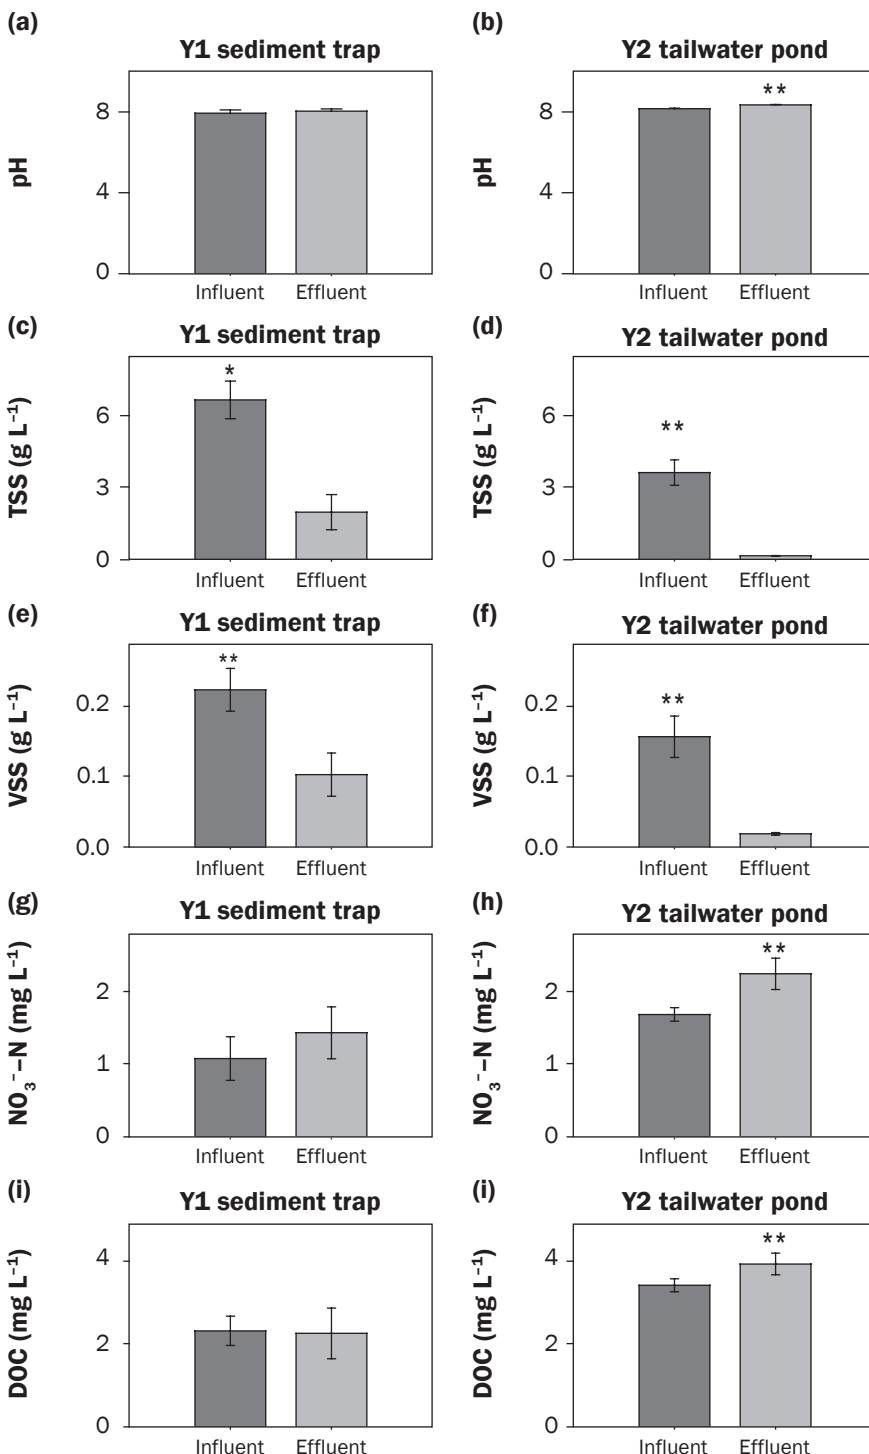 (a)
Y1 sediment trap
pH
8
4
0
Influent Effluent
(b)
Y2 tailwater pond
pH
8
4
0
**
Influent Effluent
(c)
Y1 sediment trap
TSS (g L⁻¹)
6
3
0
*
Influent Effluent
(d)
Y2 tailwater pond
TSS (g L⁻¹)
6
3
0
**
Influent Effluent
(e)
Y1 sediment trap
VSS (g L⁻¹)
0.2
0.1
0.0
**
Influent Effluent
(f)
Y2 tailwater pond
VSS (g L⁻¹)
0.2
0.1
0.0
**
Influent Effluent
(g)
Y1 sediment trap
NO₃⁻–N (mg L⁻¹)
2
1
0
Influent Effluent
(h)
Y2 tailwater pond
NO₃⁻–N (mg L⁻¹)
2
1
0
**
Influent Effluent
(i)
Y1 sediment trap
DOC (mg L⁻¹)
4
2
0
Influent Effluent
(i)
Y2 tailwater pond
DOC (mg L⁻¹)
4
2
0
**
Influent Effluent